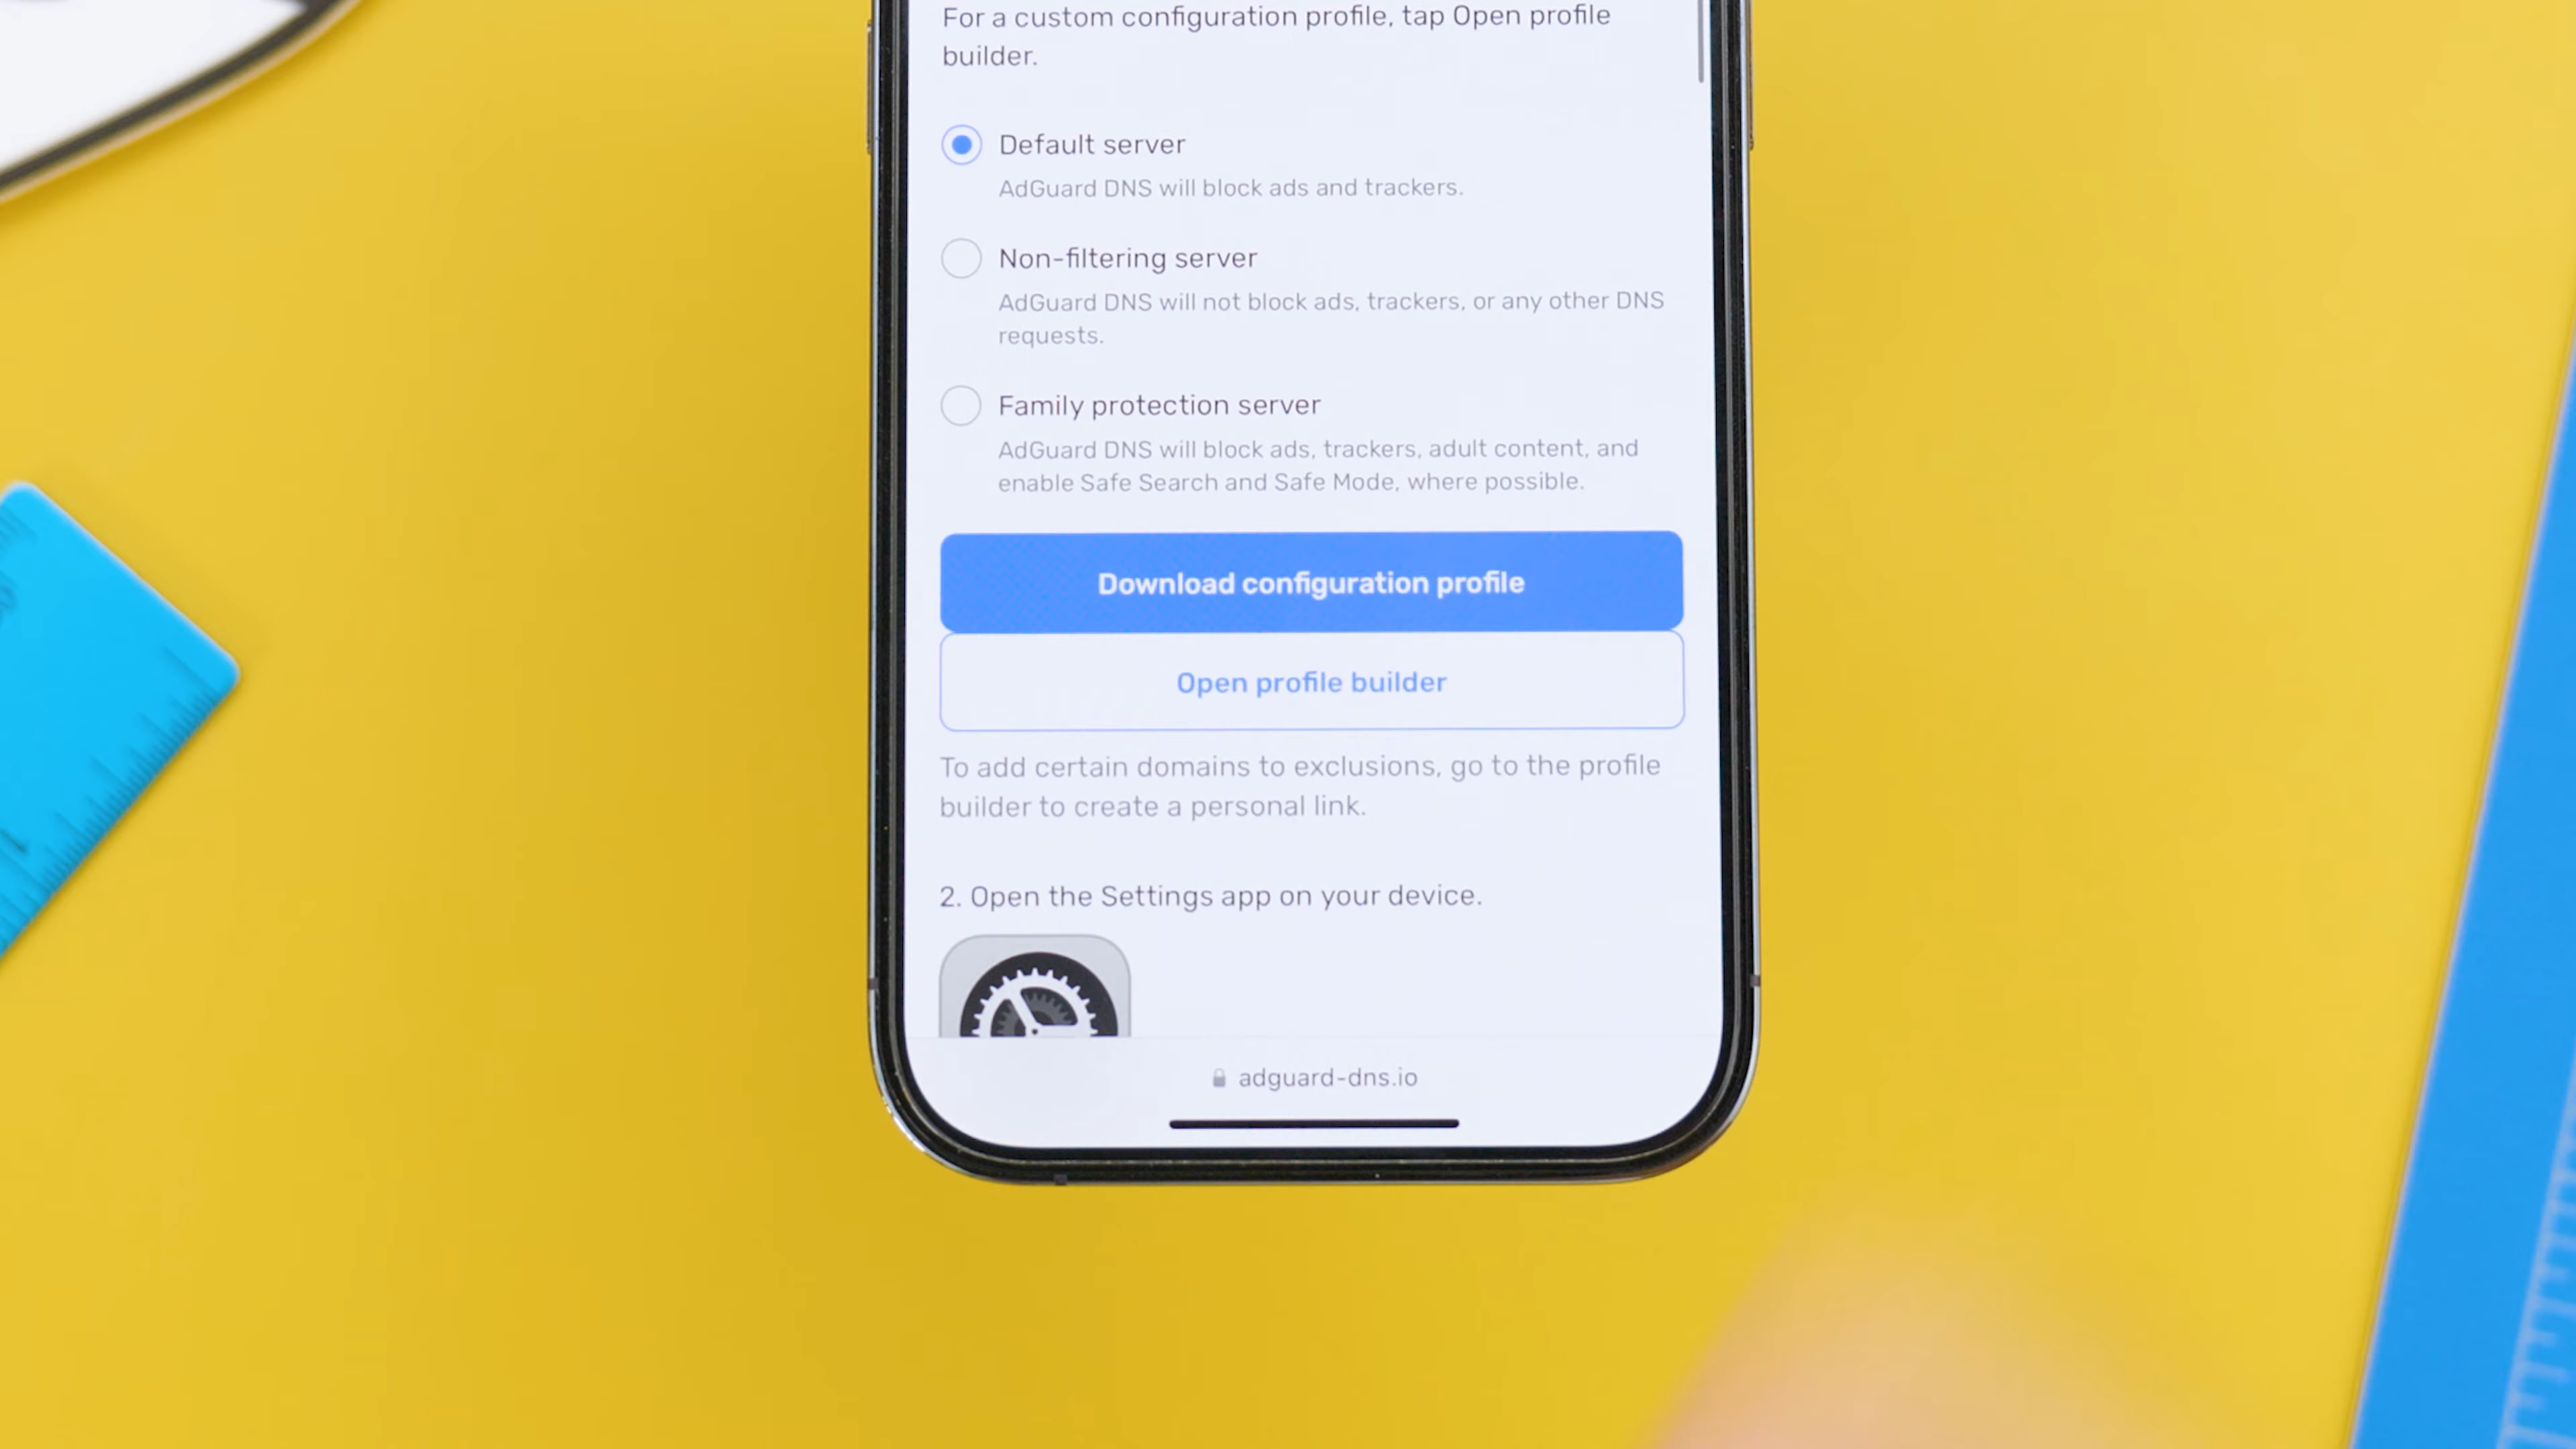 For a custom configuration profile, tap Open profile
builder.
Default server
AdGuard DNS will block ads and trackers.
Non-filtering server
AdGuard DNS will not block ads, trackers, or any other DNS
requests.
Family protection server
AdGuard DNS will block ads, trackers, adult content, and
enable Safe Search and Safe Mode, where possible.
Download configuration profile
Open profile builder
To add certain domains to exclusions, go to the profile
builder to create a personal link.
2. Open the Settings app on your device.
adguard-dns.io